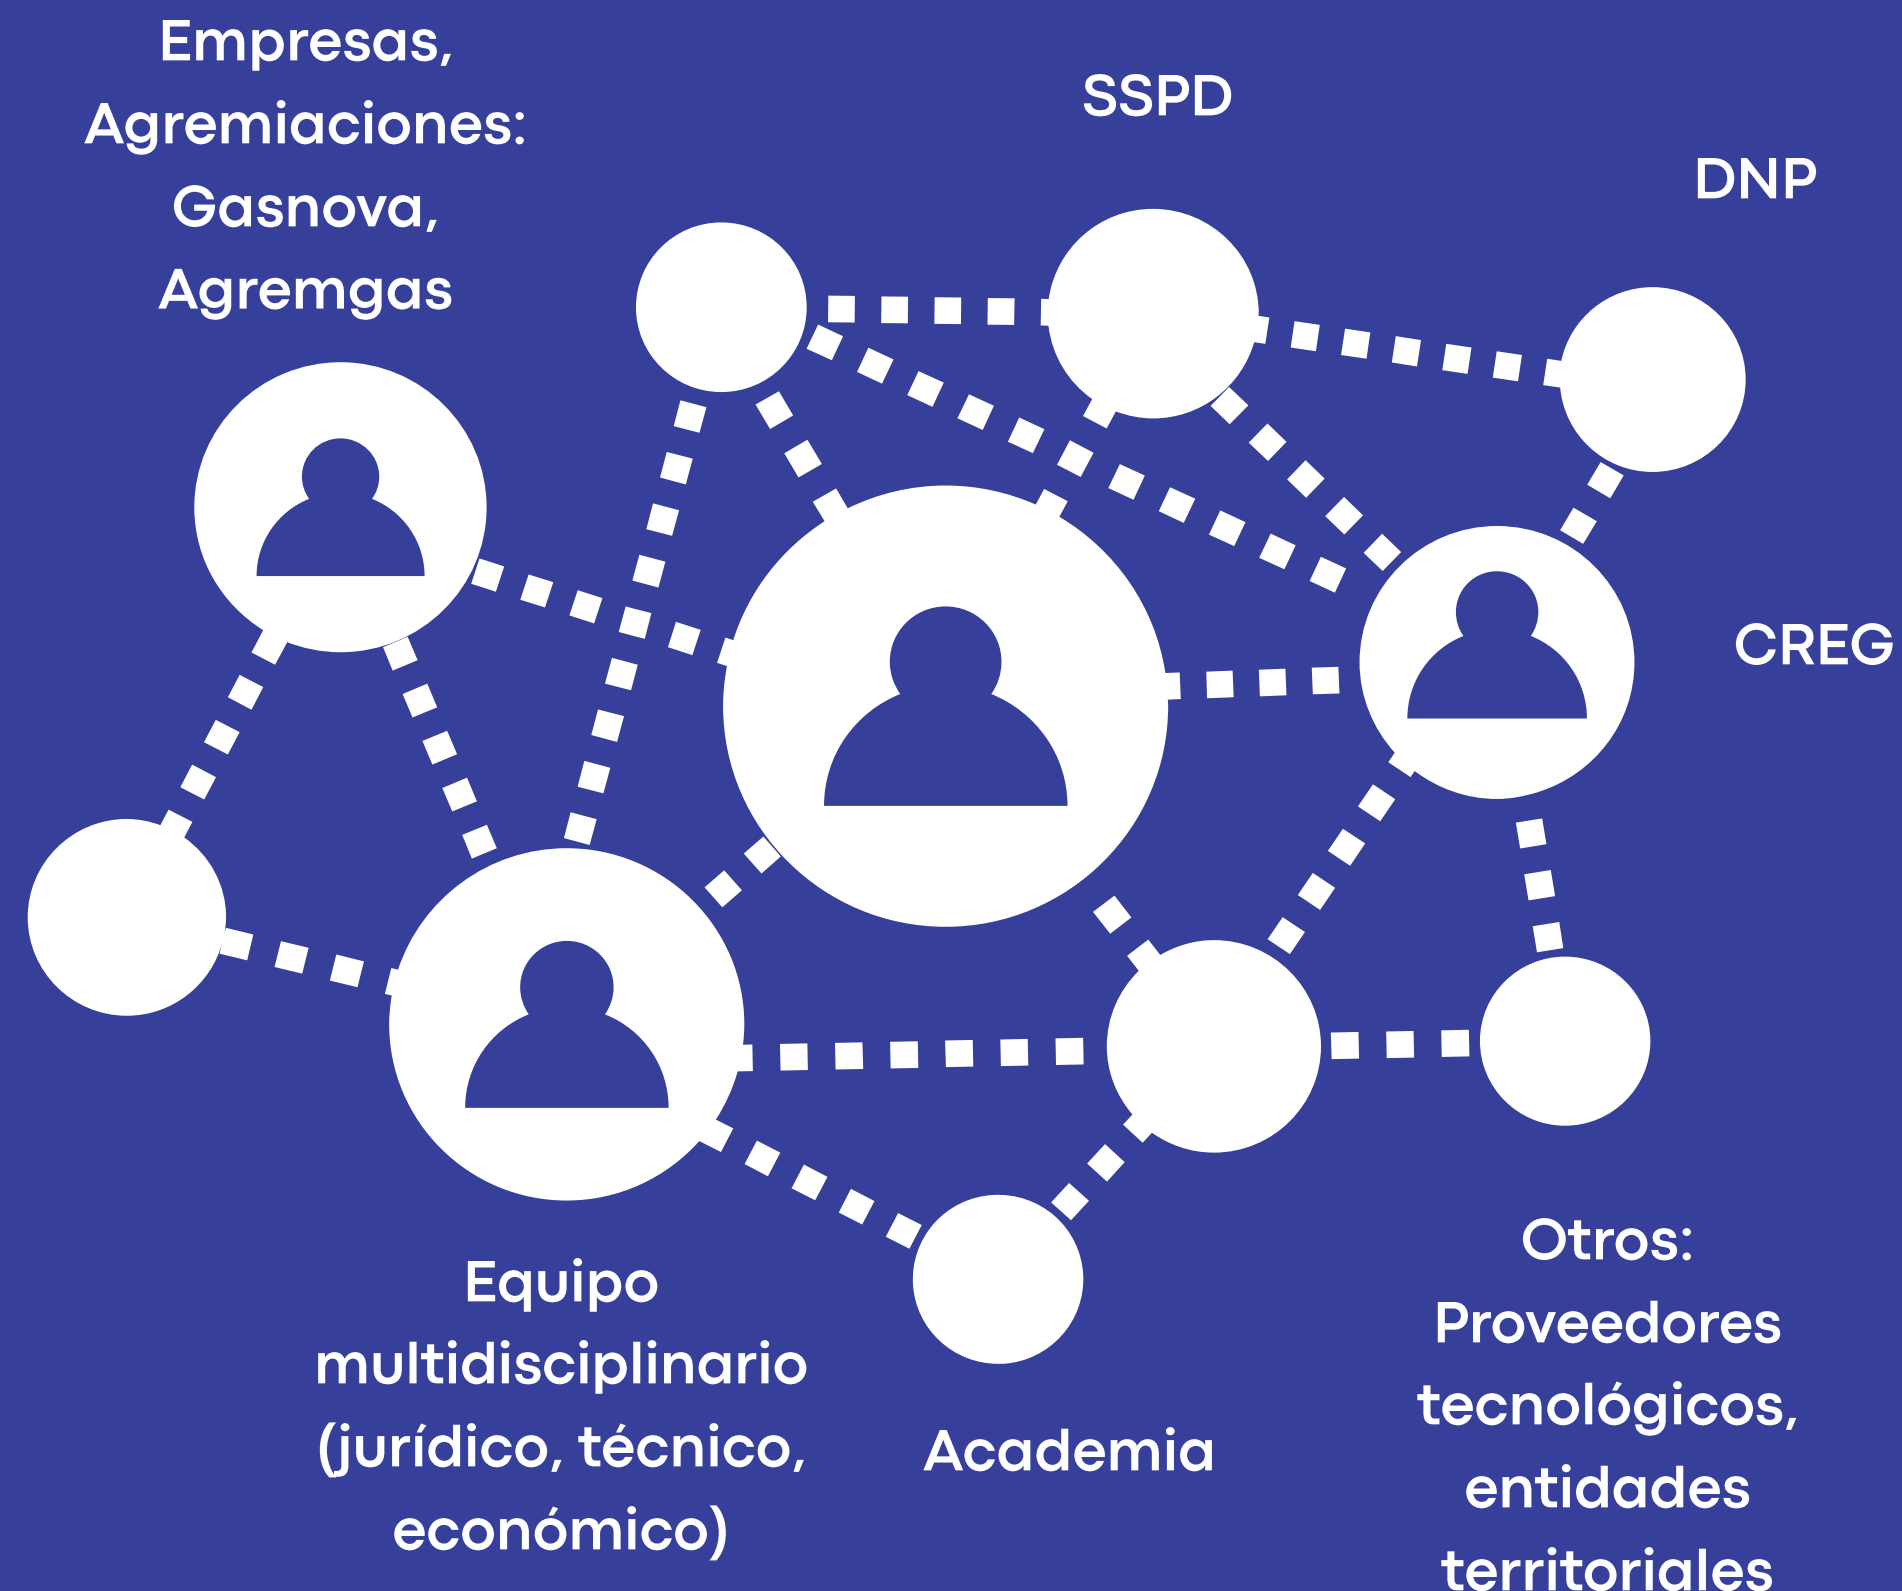 Empresas,
Agremiaciones:
Gasnova,
Agremgas
SSPD
DNP
CREG
Equipo
multidisciplinario
(jurídico, técnico,
económico)
Academia
Otros:
Proveedores
tecnológicos,
entidades
territoriales